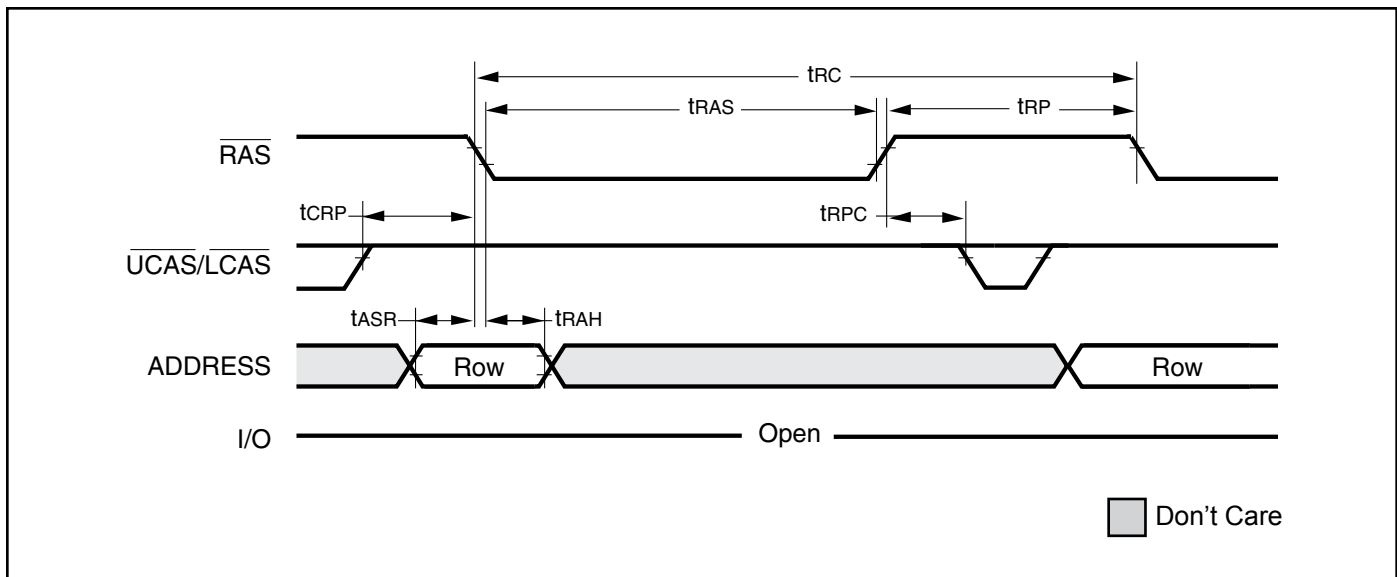 tRC
tRAS
tRP
RAS
tCRP
tRPC
UCAS/LCAS
tASR
tRAH
ADDRESS
Row
Row
I/O
Open
Don't Care